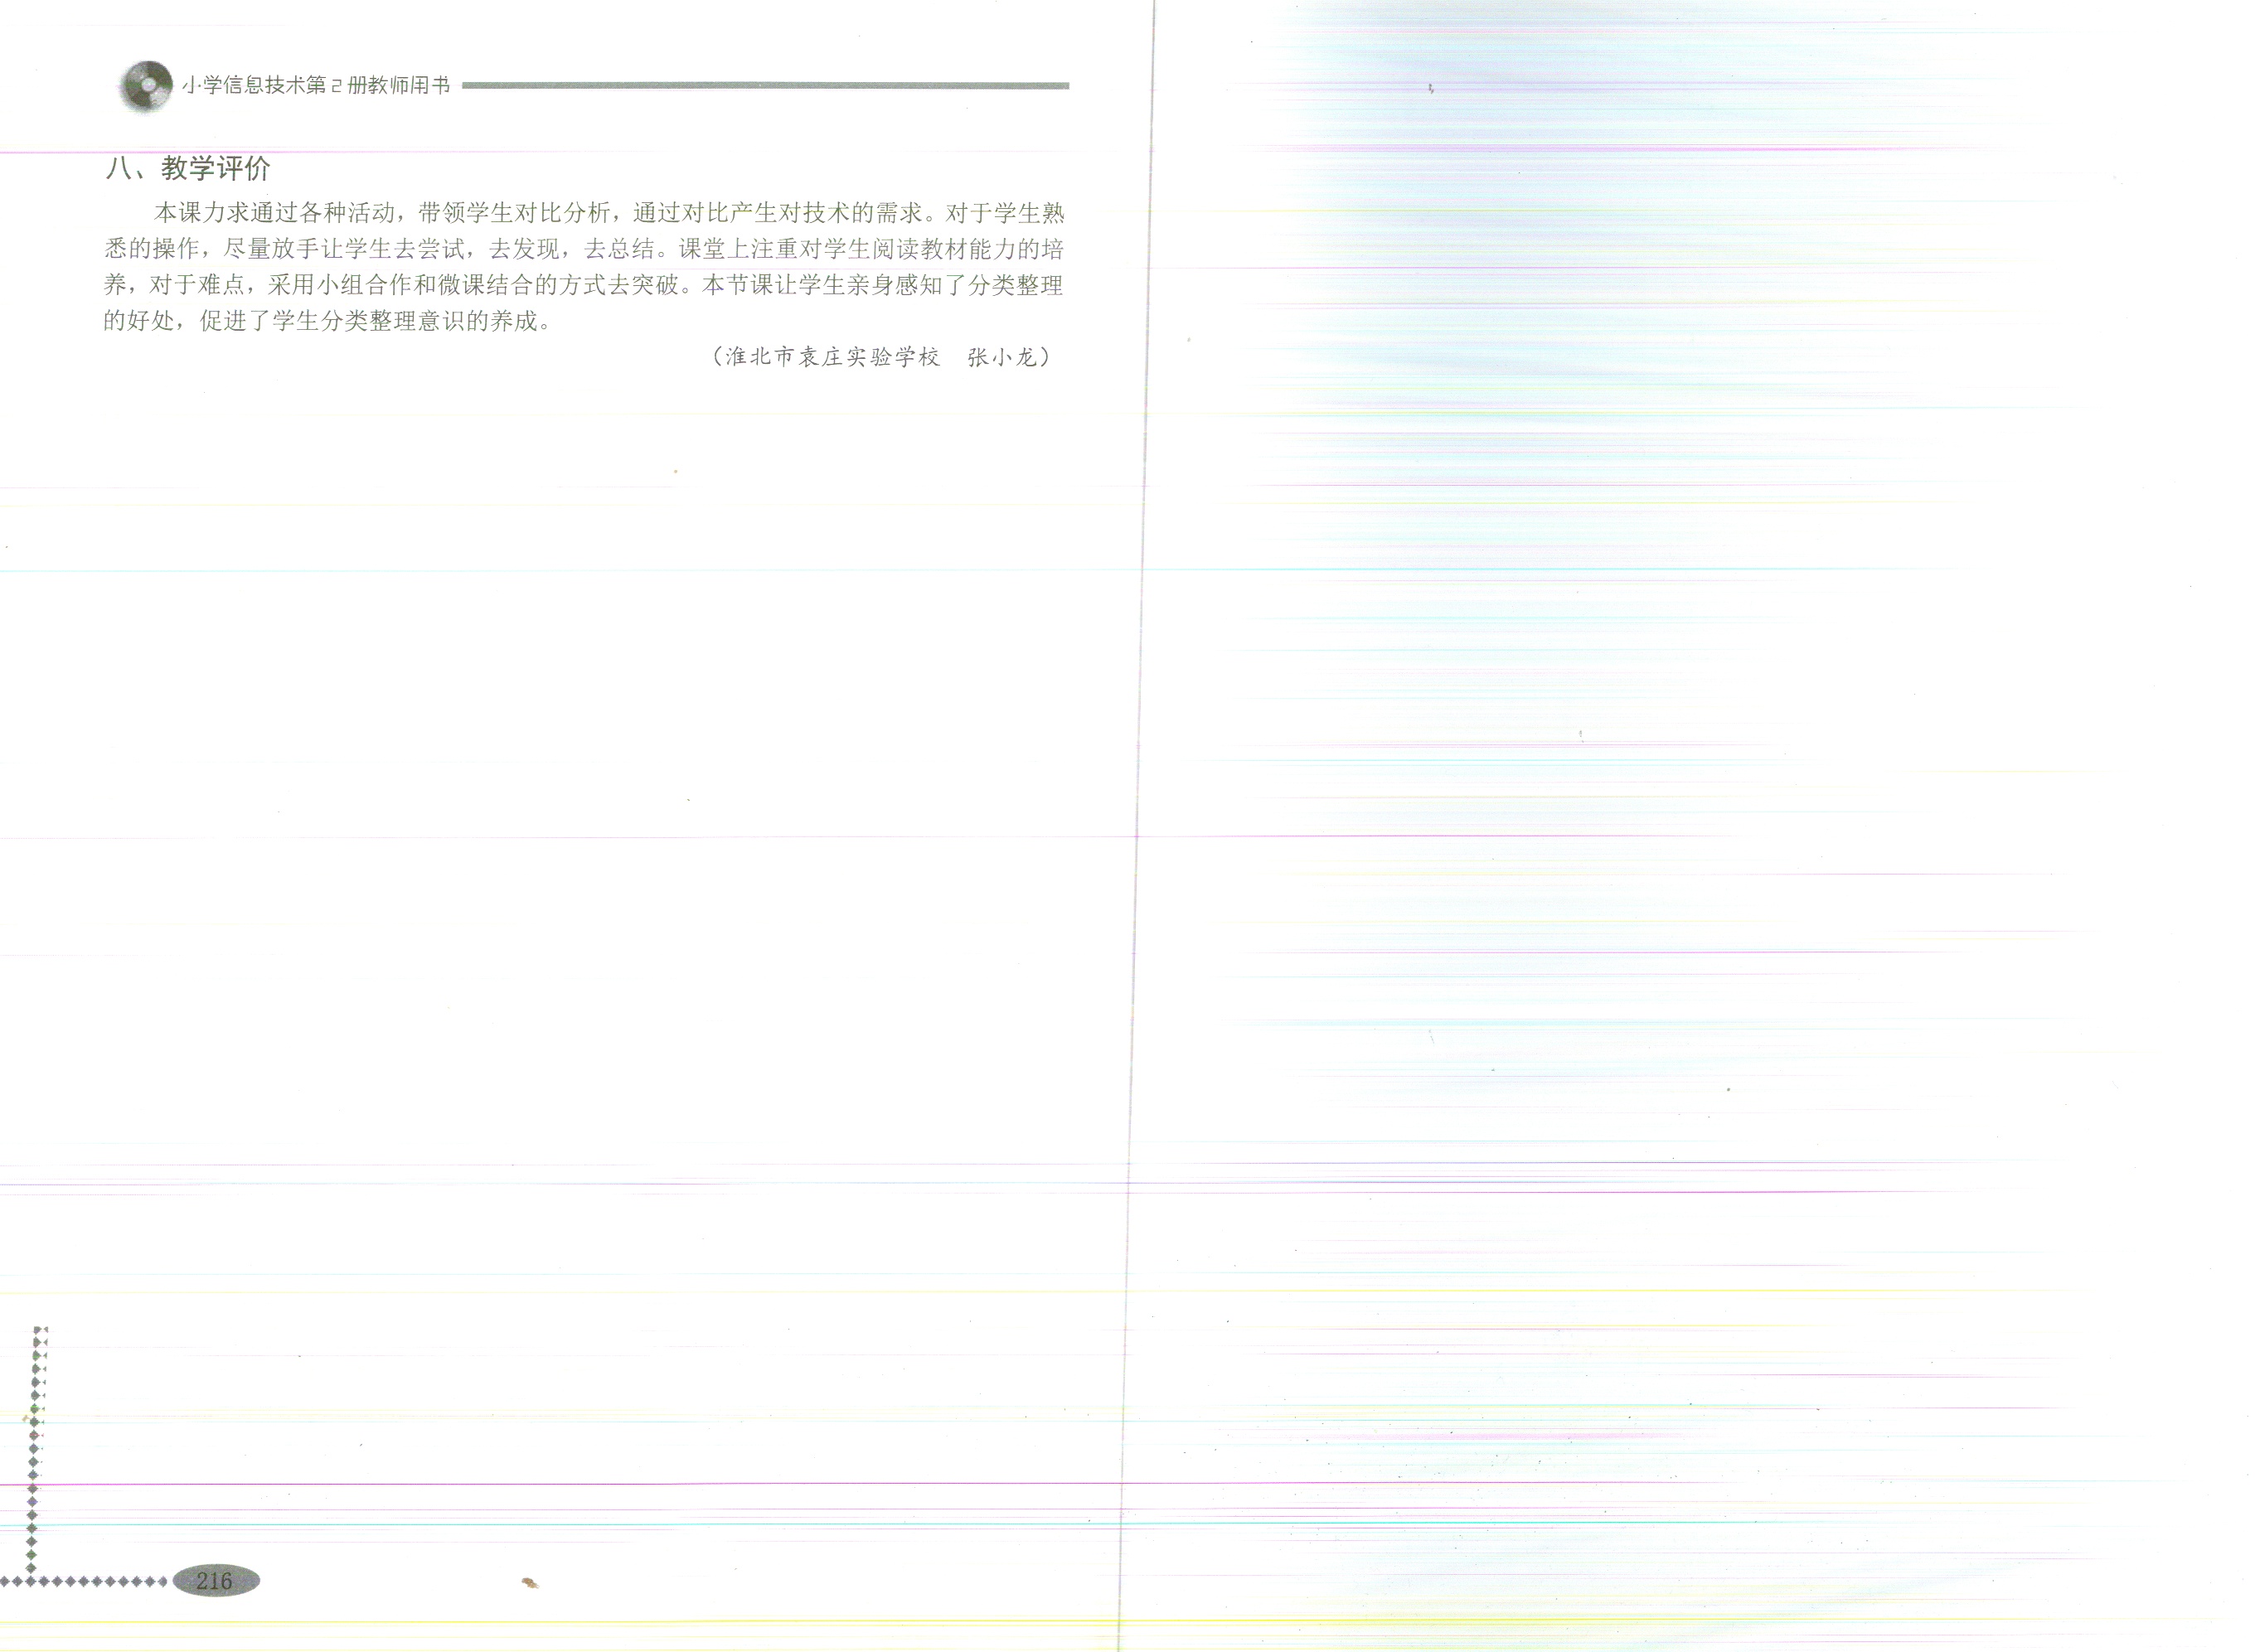 小学信息技术第2册教师用书
八、教学评价
本课力求通过各种活动，带领学生对比分析，通过对比产生对技术的需求。对于学生熟
悉的操作，尽量放手让学生去尝试，去发现，去总结。课堂上注重对学生阅读教材能力的培
养，对于难点，采用小组合作和微课结合的方式去突破。本节课让学生亲身感知了分类整理
的好处，促进了学生分类整理意识的养成。
（淮北市袁庄实验学校　张小龙）
216